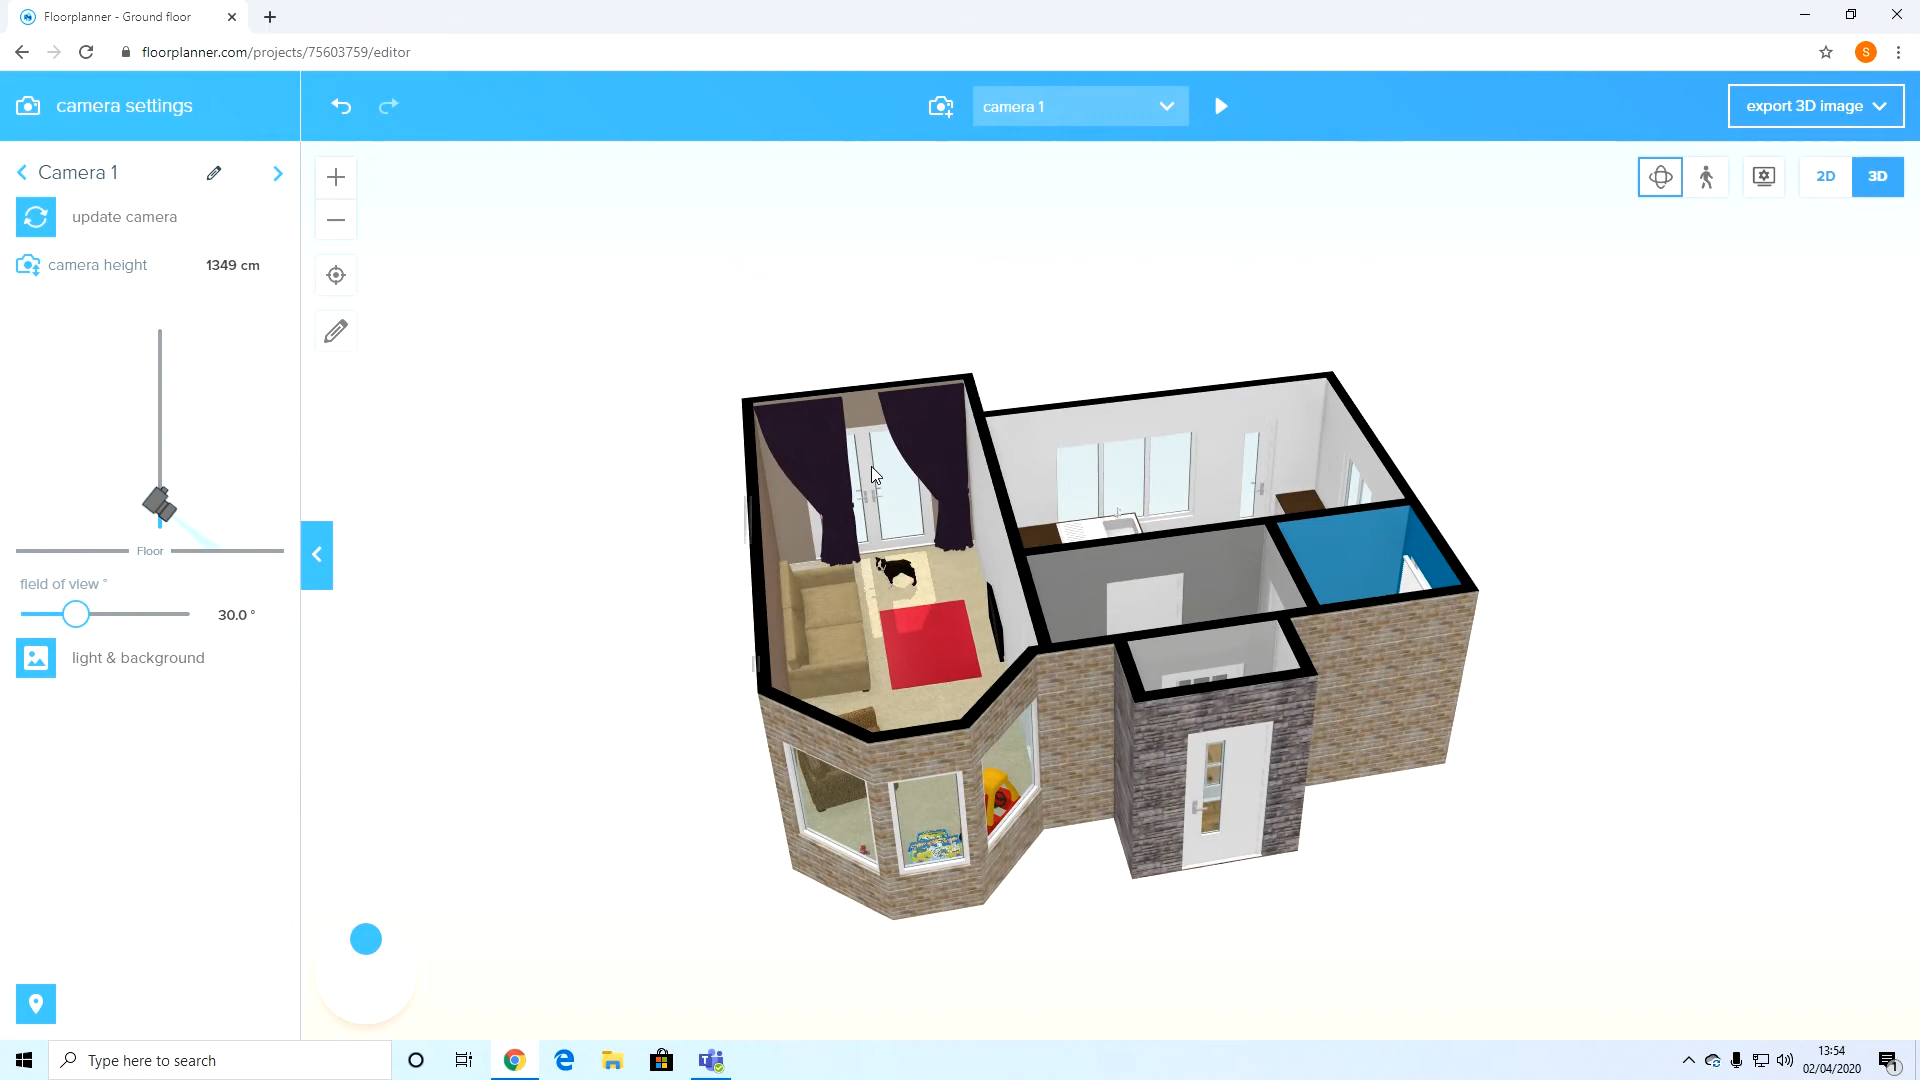 Floorplanner - Ground floor
floorplanner.com/projects/75603759/editor
S
camera settings
camera 1
export 3D image
Camera 1
2D
3D
update camera
camera height
1349 cm
Floor
field of view °
30.0 °
light & background
Type here to search
13:54
02/04/2020
1